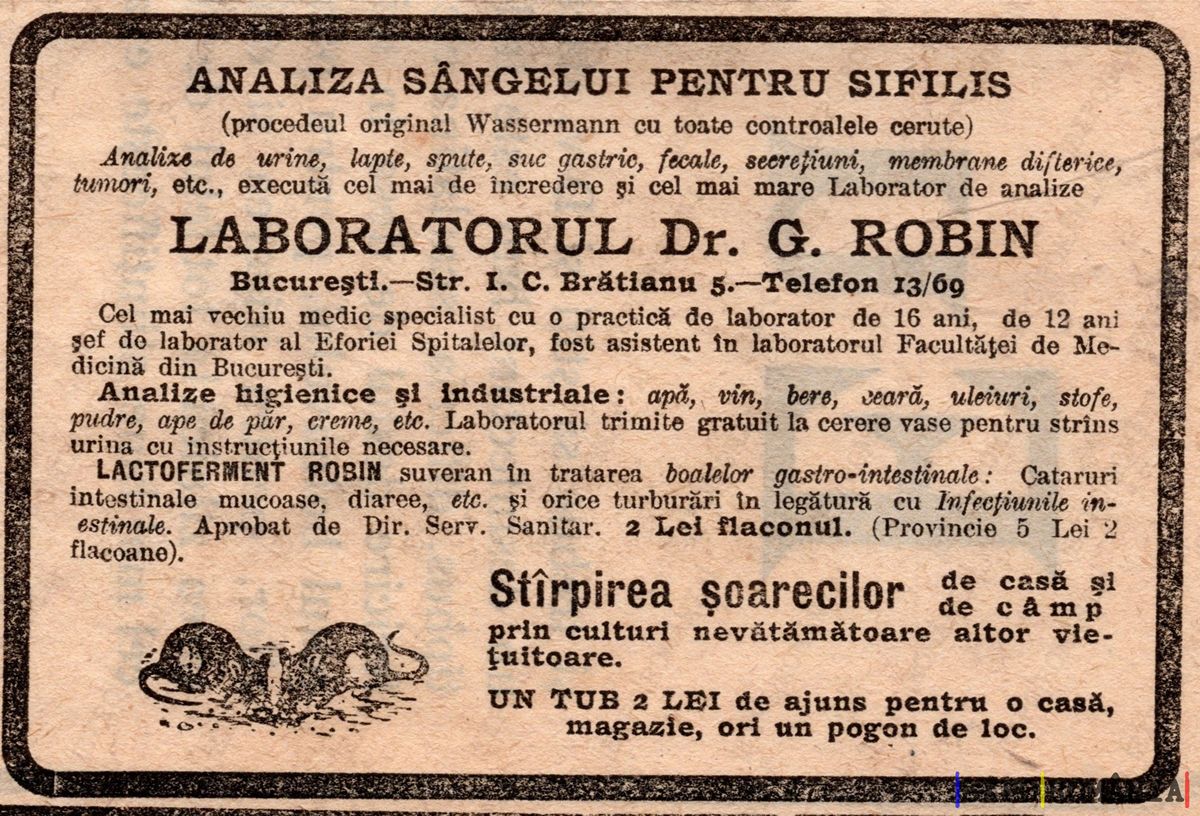 ANALIZA SÂNGELUI PENTRU SIFILIS
(procedeul original Wassermann cu toate controalele cerute)
Analize de urine, lapte, spute, suc gastric, fecale, secrețiuni, membrane difterice,
tumori, etc., execută cel mai de încredere și cel mai mare Laborator de analize
LABORATORUL Dr. G. ROBIN
București.—Str. I. C. Brătianu 5.—Telefon 13/69
Cel mai vechiu medic specialist cu o practică de laborator de 16 ani, de 12 ani
șef de laborator al Eforiei Spitalelor, fost asistent în laboratorul Facultăței de Me-
dicină din București.
Analize higienice și industriale: apă, vin, bere, ceară, uleiuri, stofe,
pudre, ape de păr, creme, etc. Laboratorul trimite gratuit la cerere vase pentru strîns
urina cu instrucțiunile necesare.
LACTOFERMENT ROBIN suveran în tratarea boalelor gastro-intestinale: Cataruri
intestinale mucoase, diaree, etc. și orice turburări în legătură cu Infecțiunile in-
estinale. Aprobat de Dir. Serv. Sanitar. 2 Lei flaconul. (Provincie 5 Lei 2
flacoane).
Stîrpirea șoarecilor de casă și
de câmp
prin culturi nevătămătoare altor vie-
țuitoare.
UN TUB 2 LEI de ajuns pentru o casă,
magazie, ori un pogon de loc.